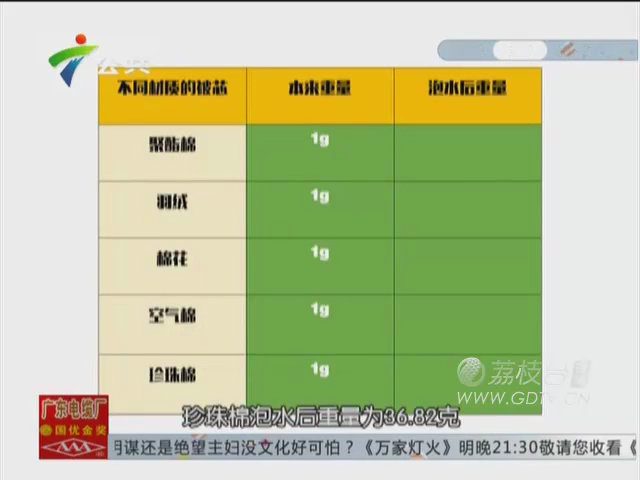 公共
不同材质的被芯 本来重量 泡水后重量
聚酯棉 1g
羽绒 1g
棉花 1g
空气棉 1g
珍珠棉 1g
荔枝台
www.GDTV.CN
珍珠棉泡水后重量为36.82克
广东电缆厂
国优金奖
阴谋还是绝望主妇没文化好可怕？《万家灯火》明晚21:30敬请您收看《